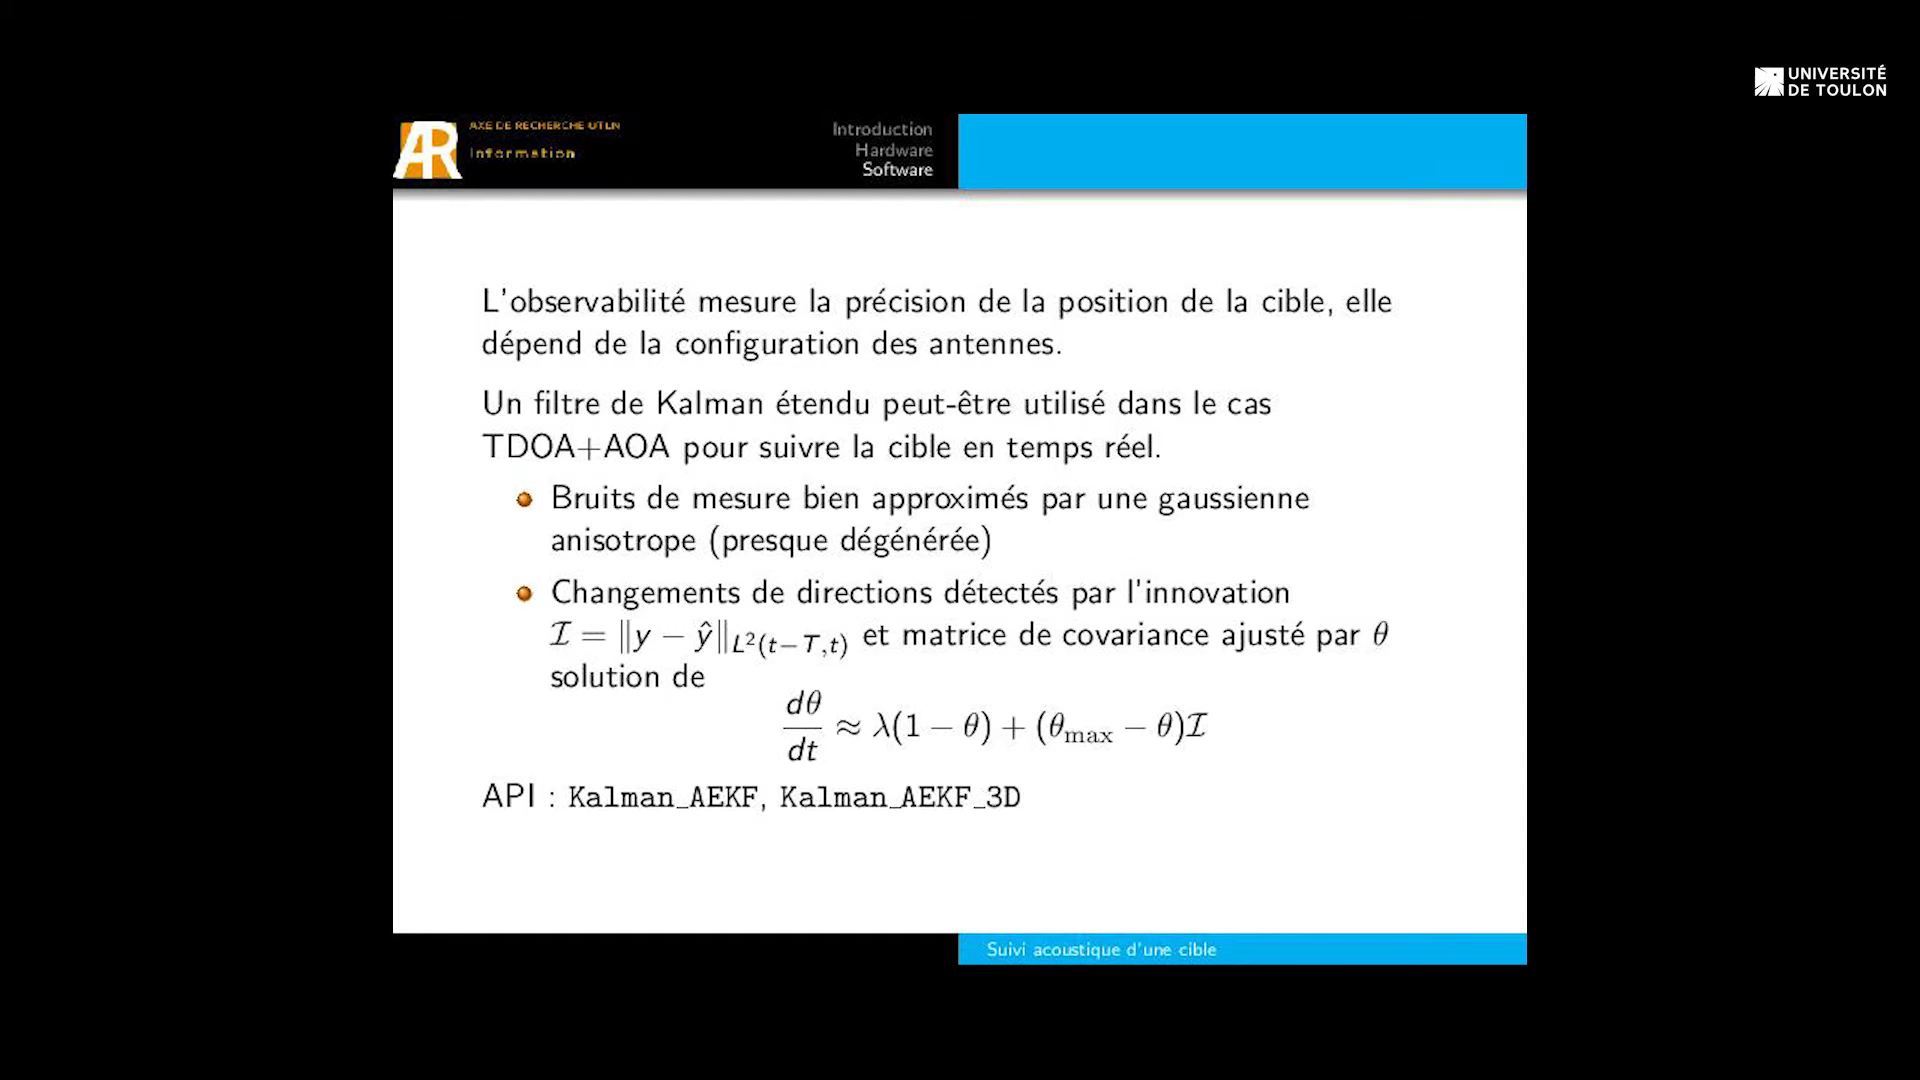 UNIVERSITÉ
DE TOULON
AXE DE RECHERCHE UTLN
Information
Introduction
Hardware
Software
L'observabilité mesure la précision de la position de la cible, elle
dépend de la configuration des antennes.
Un filtre de Kalman étendu peut-être utilisé dans le cas
TDOA+AOA pour suivre la cible en temps réel.
Bruits de mesure bien approximés par une gaussienne
anisotrope (presque dégénérée)
Changements de directions détectés par l'innovation
ℐ = ‖y − ŷ‖_{L²(t−T,t)} et matrice de covariance ajusté par θ
solution de
dθ/dt ≈ λ(1 − θ) + (θ_max − θ)ℐ
API : Kalman_AEKF, Kalman_AEKF_3D
Suivi acoustique d'une cible